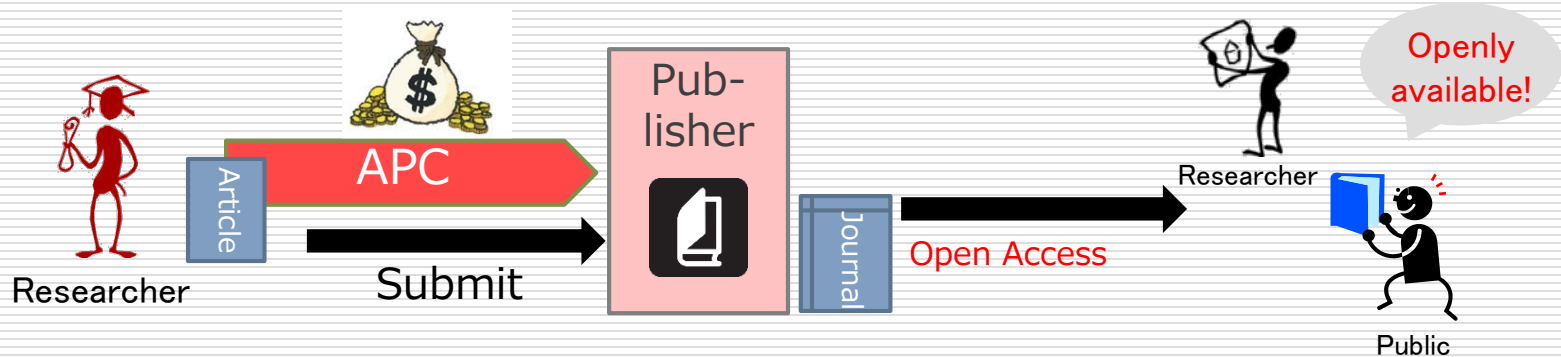 Researcher
Article
$
APC
Submit
Pub-
lisher
Journal
Open Access
Researcher
Openly
available!
Public